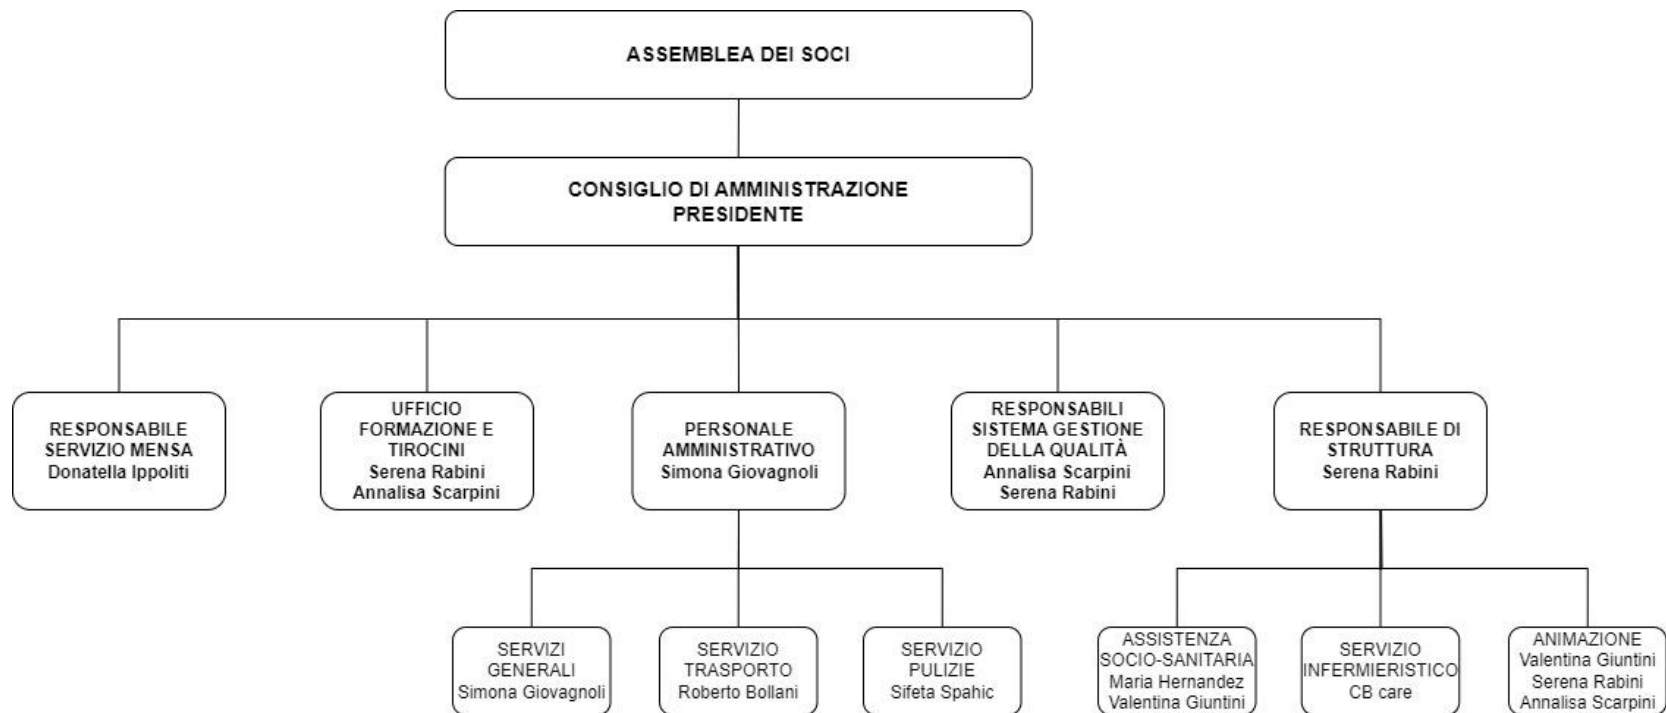 ASSEMBLEA DEI SOCI
CONSIGLIO DI AMMINISTRAZIONE
PRESIDENTE
RESPONSABILE
SERVIZIO MENSA
Donatella Ippoliti
UFFICIO
FORMAZIONE E
TIROCINI
Serena Rabini
Annalisa Scarpini
PERSONALE
AMMINISTRATIVO
Simona Giovagnoli
RESPONSABILI
SISTEMA GESTIONE
DELLA QUALITÀ
Annalisa Scarpini
Serena Rabini
RESPONSABILE DI
STRUTTURA
Serena Rabini
SERVIZI
GENERALI
Simona Giovagnoli
SERVIZIO
TRASPORTO
Roberto Bollani
SERVIZIO
PULIZIE
Sifeta Spahic
ASSISTENZA
SOCIO-SANITARIA
Maria Hernandez
Valentina Giuntini
SERVIZIO
INFERMIERISTICO
CB care
ANIMAZIONE
Valentina Giuntini
Serena Rabini
Annalisa Scarpini